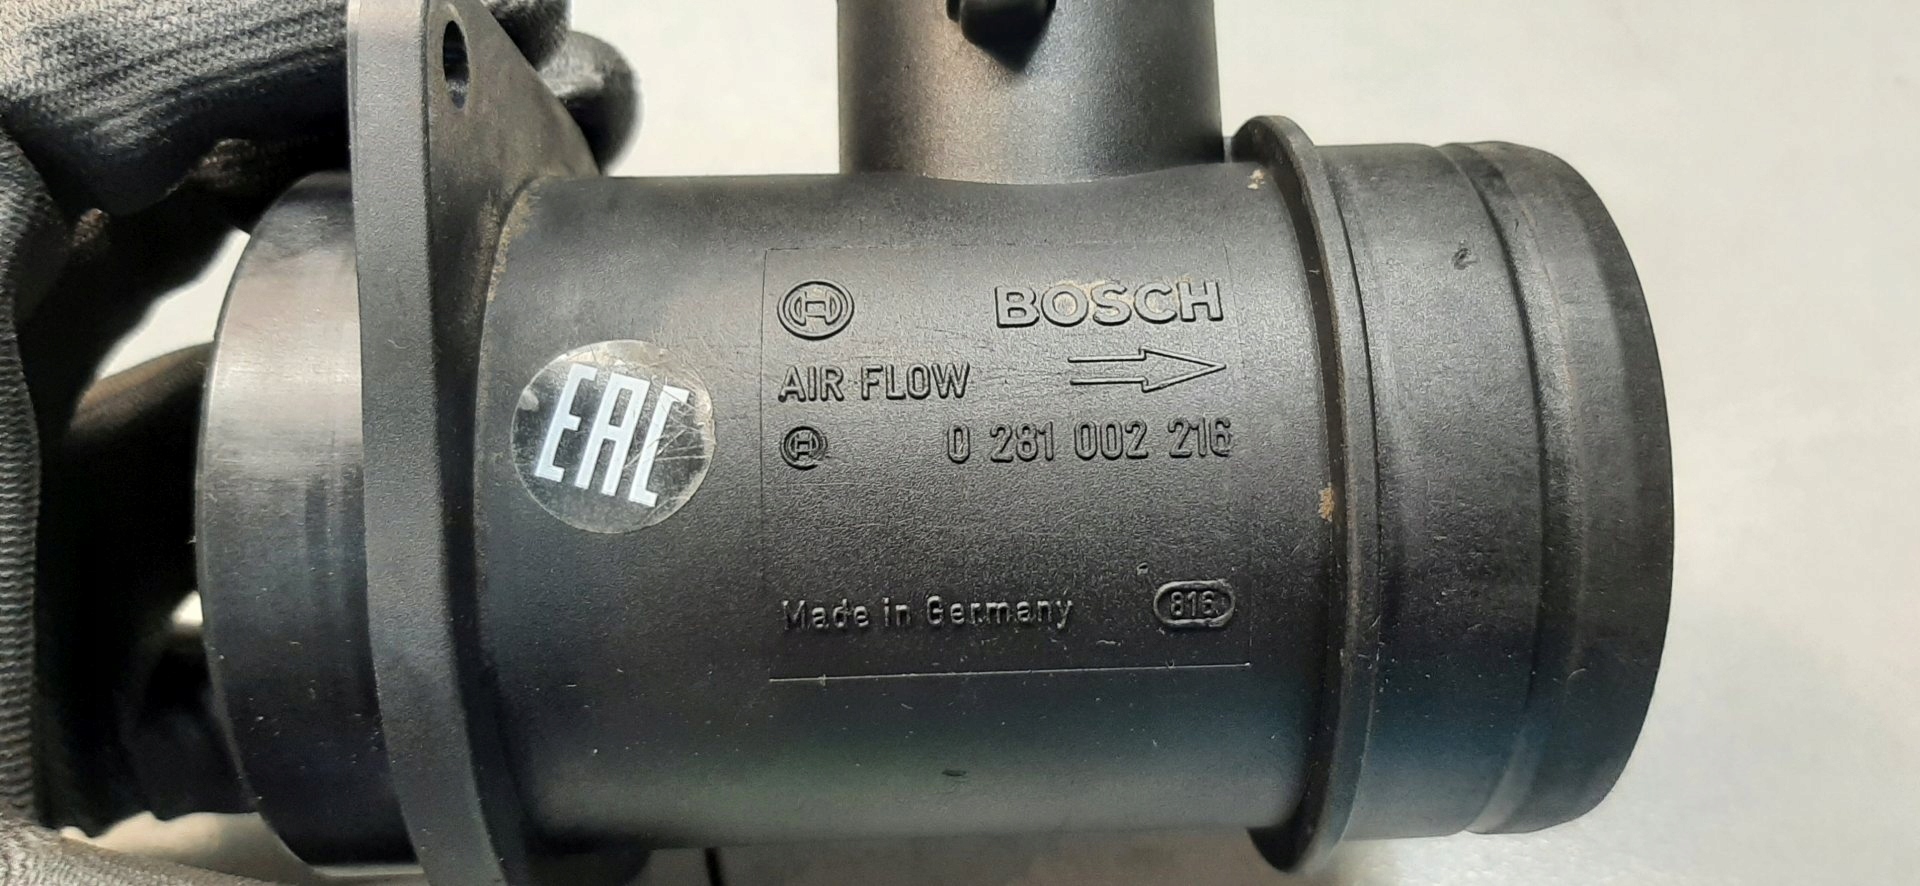 EAC
BOSCH
AIR FLOW
0 281 002 216
Made in Germany
816